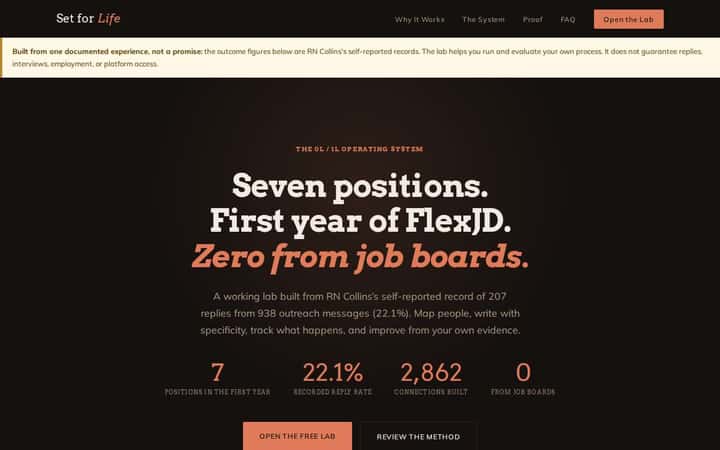 Set for Life
Why It Works
The System
Proof
FAQ
Open the Lab
Built from one documented experience, not a promise: the outcome figures below are RN Collins's self-reported records. The lab helps you run and evaluate your own process. It does not guarantee replies,
interviews, employment, or platform access.
THE 0L / 1L OPERATING SYSTEM
Seven positions.
First year of FlexJD.
Zero from job boards.
A working lab built from RN Collins's self-reported record of 207
replies from 938 outreach messages (22.1%). Map people, write with
specificity, track what happens, and improve from your own evidence.
7
POSITIONS IN THE FIRST YEAR
22.1%
RECORDED REPLY RATE
2,862
CONNECTIONS BUILT
0
FROM JOB BOARDS
OPEN THE FREE LAB
REVIEW THE METHOD